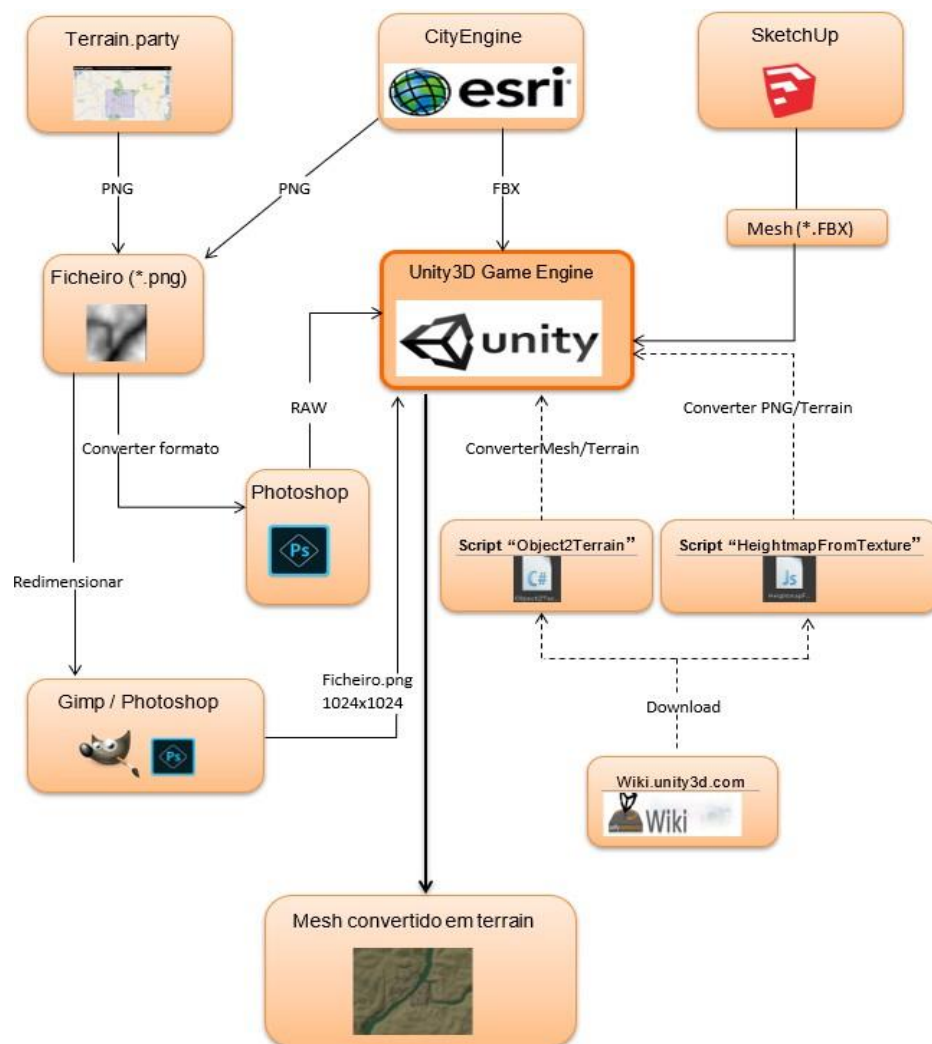 Terrain.party
CityEngine
esri
SketchUp
PNG
PNG
FBX
Mesh (*.FBX)
Ficheiro (*.png)
Unity3D Game Engine
unity
RAW
Converter formato
Photoshop
Ps
Converter PNG/Terrain
ConverterMesh/Terrain
Script “Object2Terrain”
C#
Script “HeightmapFromTexture”
Js
Redimensionar
Gimp / Photoshop
Ps
Ficheiro.png
1024x1024
Download
Wiki.unity3d.com
Wiki
Mesh convertido em terrain